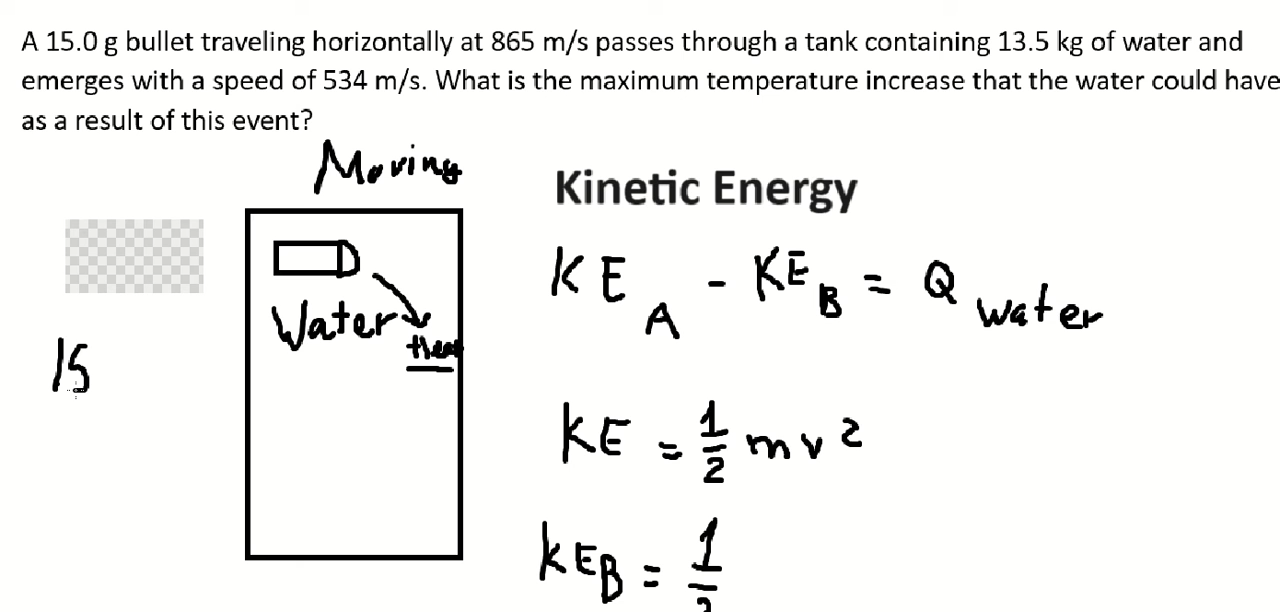 A 15.0 g bullet traveling horizontally at 865 m/s passes through a tank containing 13.5 kg of water and
emerges with a speed of 534 m/s. What is the maximum temperature increase that the water could have
as a result of this event?
Moving
Kinetic Energy
KE A - KE B = Q water
Water
15
KE = 1/2 mv²
KEB = 1/2